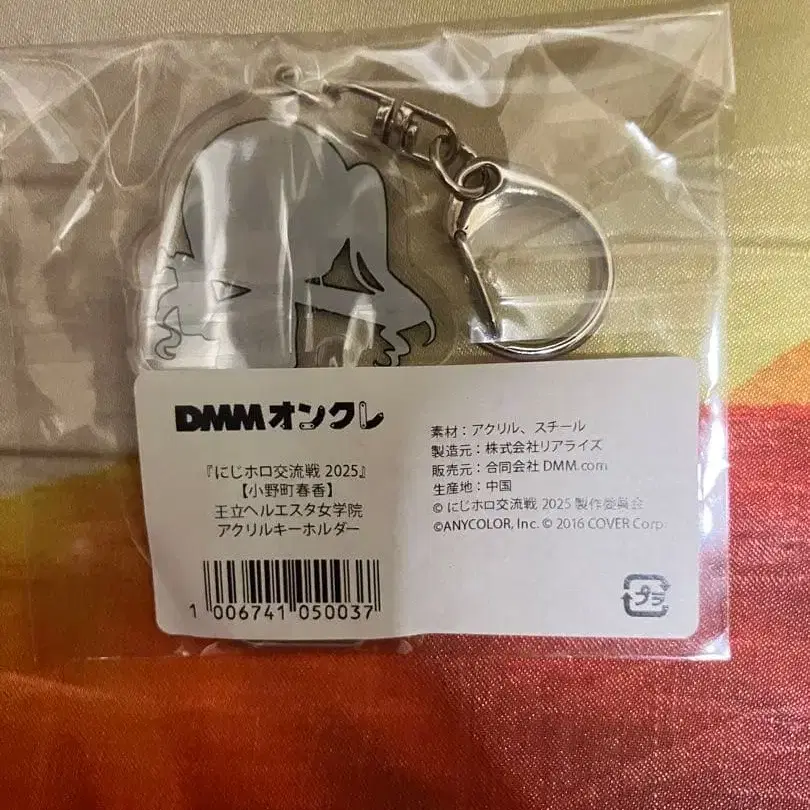 DMMオンクレ
『にじホロ交流戦 2025』
【小野町春香】
王立ヘルエスタ女学院
アクリルキーホルダー
1 006741 050037
素材：アクリル、スチール
製造元：株式会社リアライズ
販売元：合同会社 DMM.com
生産地：中国
© にじホロ交流戦 2025 製作委員会
©ANYCOLOR, Inc. © 2016 COVER Corp.
プラ